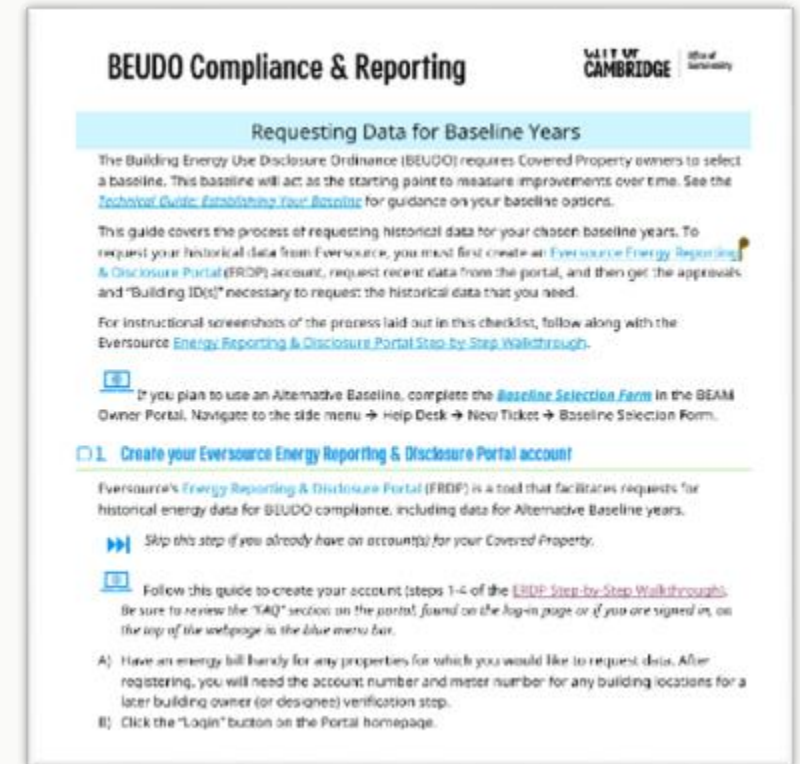 BEUDO Compliance & Reporting
CITY OF
CAMBRIDGE
Office of
Sustainability
Requesting Data for Baseline Years
The Building Energy Use Disclosure Ordinance (BEUDO) requires Covered Property owners to select
a baseline. This baseline will act as the starting point to measure improvements over time. See the
Technical Guide: Establishing Your Baseline for guidance on your baseline options.
This guide covers the process of requesting historical data for your chosen baseline years. To
request your historical data from Eversource, you must first create an Eversource Energy Reporting
& Disclosure Portal (ERDP) account, request recent data from the portal, and then get the approvals
and "Building ID(s)" necessary to request the historical data that you need.
For instructional screenshots of the process laid out in this checklist, follow along with the
Eversource Energy Reporting & Disclosure Portal Step by Step Walkthrough.
If you plan to use an Alternative Baseline, complete the Baseline Selection Form in the BEAM
Owner Portal. Navigate to the side menu → Help Desk → New Ticket → Baseline Selection Form.
1. Create your Eversource Energy Reporting & Disclosure Portal account
Eversource's Energy Reporting & Disclosure Portal (ERDP) is a tool that facilitates requests for
historical energy data for BEUDO compliance, including data for Alternative Baseline years.
Skip this step if you already have an account(s) for your Covered Property.
Follow this guide to create your account (steps 1-4 of the ERDP Step-by-Step Walkthrough).
Be sure to review the "FAQ" section on the portal, found on the log-in page or if you are signed in, on
the top of the webpage in the blue menu bar.
A) Have an energy bill handy for any properties for which you would like to request data. After
registering, you will need the account number and meter number for any building locations for a
later building owner (or designee) verification step.
B) Click the "Login" button on the Portal homepage.